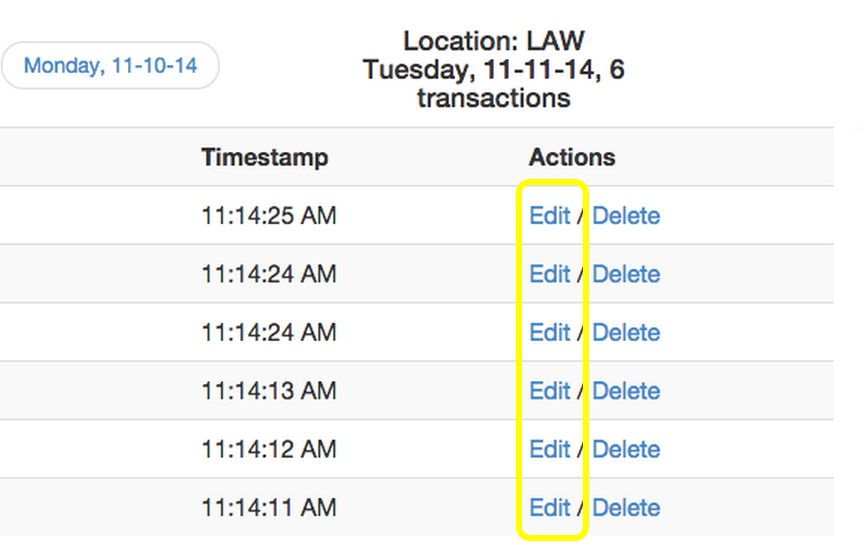 Monday, 11-10-14
Location: LAW
Tuesday, 11-11-14, 6
transactions
Timestamp Actions
11:14:25 AM Edit / Delete
11:14:24 AM Edit / Delete
11:14:24 AM Edit / Delete
11:14:13 AM Edit / Delete
11:14:12 AM Edit / Delete
11:14:11 AM Edit / Delete